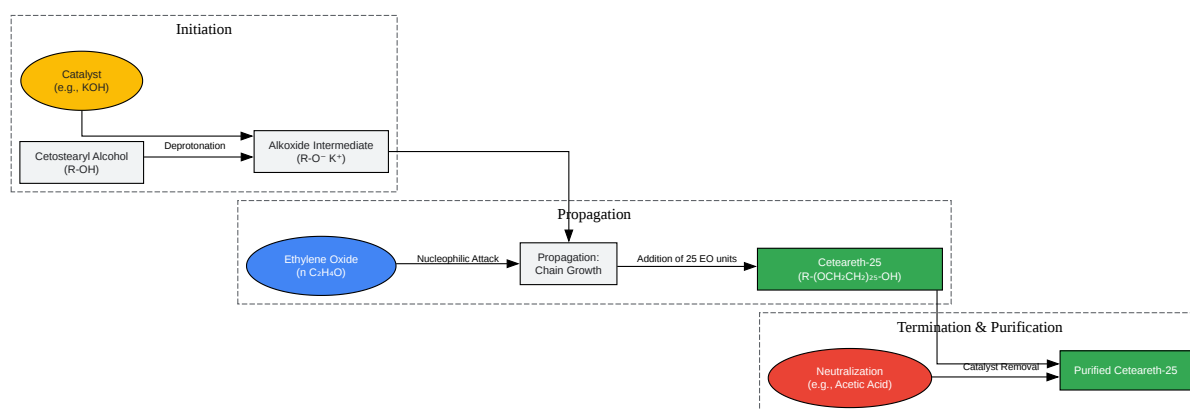 Initiation
Catalyst
(e.g., KOH)
Deprotonation
Cetostearyl Alcohol
(R-OH)
Alkoxide Intermediate
(R-O⁻ K⁺)
Propagation
Ethylene Oxide
(n C₂H₄O)
Nucleophilic Attack
Propagation:
Chain Growth
Addition of 25 EO units
Ceteareth-25
(R-(OCH₂CH₂)₂₅-OH)
Termination & Purification
Neutralization
(e.g., Acetic Acid)
Catalyst Removal
Purified Ceteareth-25